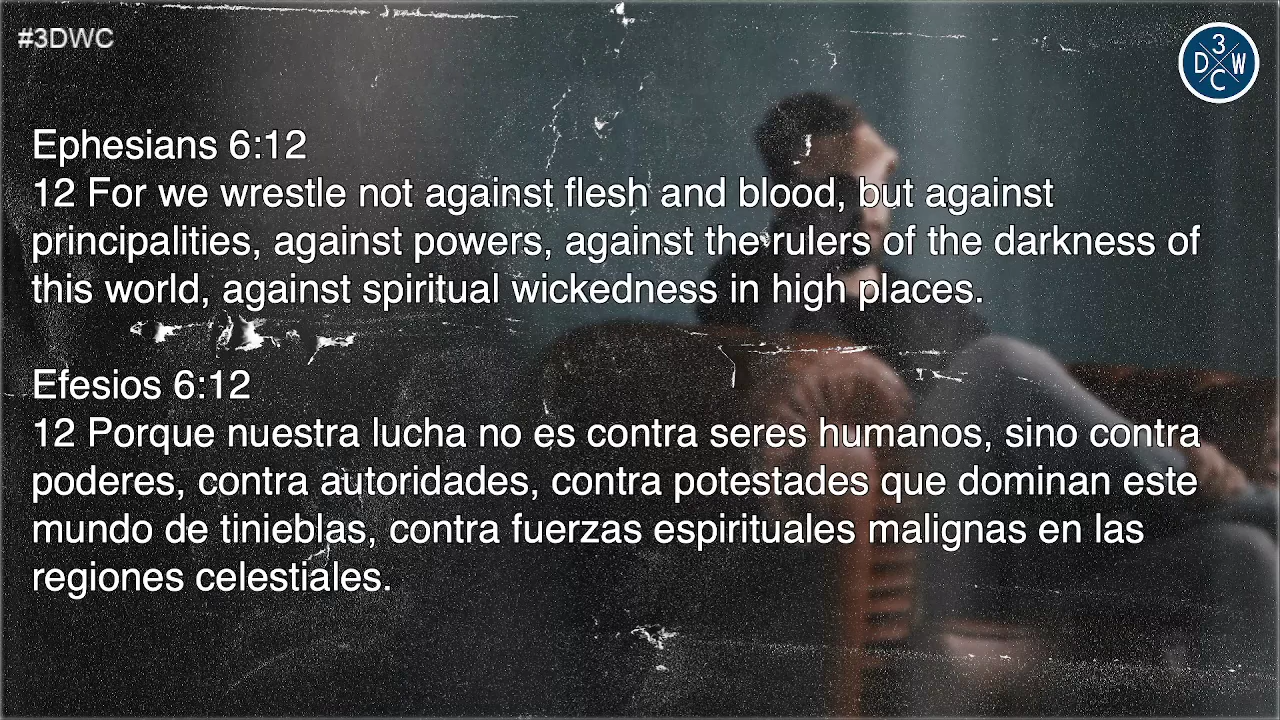 #3DWC
3
D W
C
Ephesians 6:12
12 For we wrestle not against flesh and blood, but against
principalities, against powers, against the rulers of the darkness of
this world, against spiritual wickedness in high places.
Efesios 6:12
12 Porque nuestra lucha no es contra seres humanos, sino contra
poderes, contra autoridades, contra potestades que dominan este
mundo de tinieblas, contra fuerzas espirituales malignas en las
regiones celestiales.